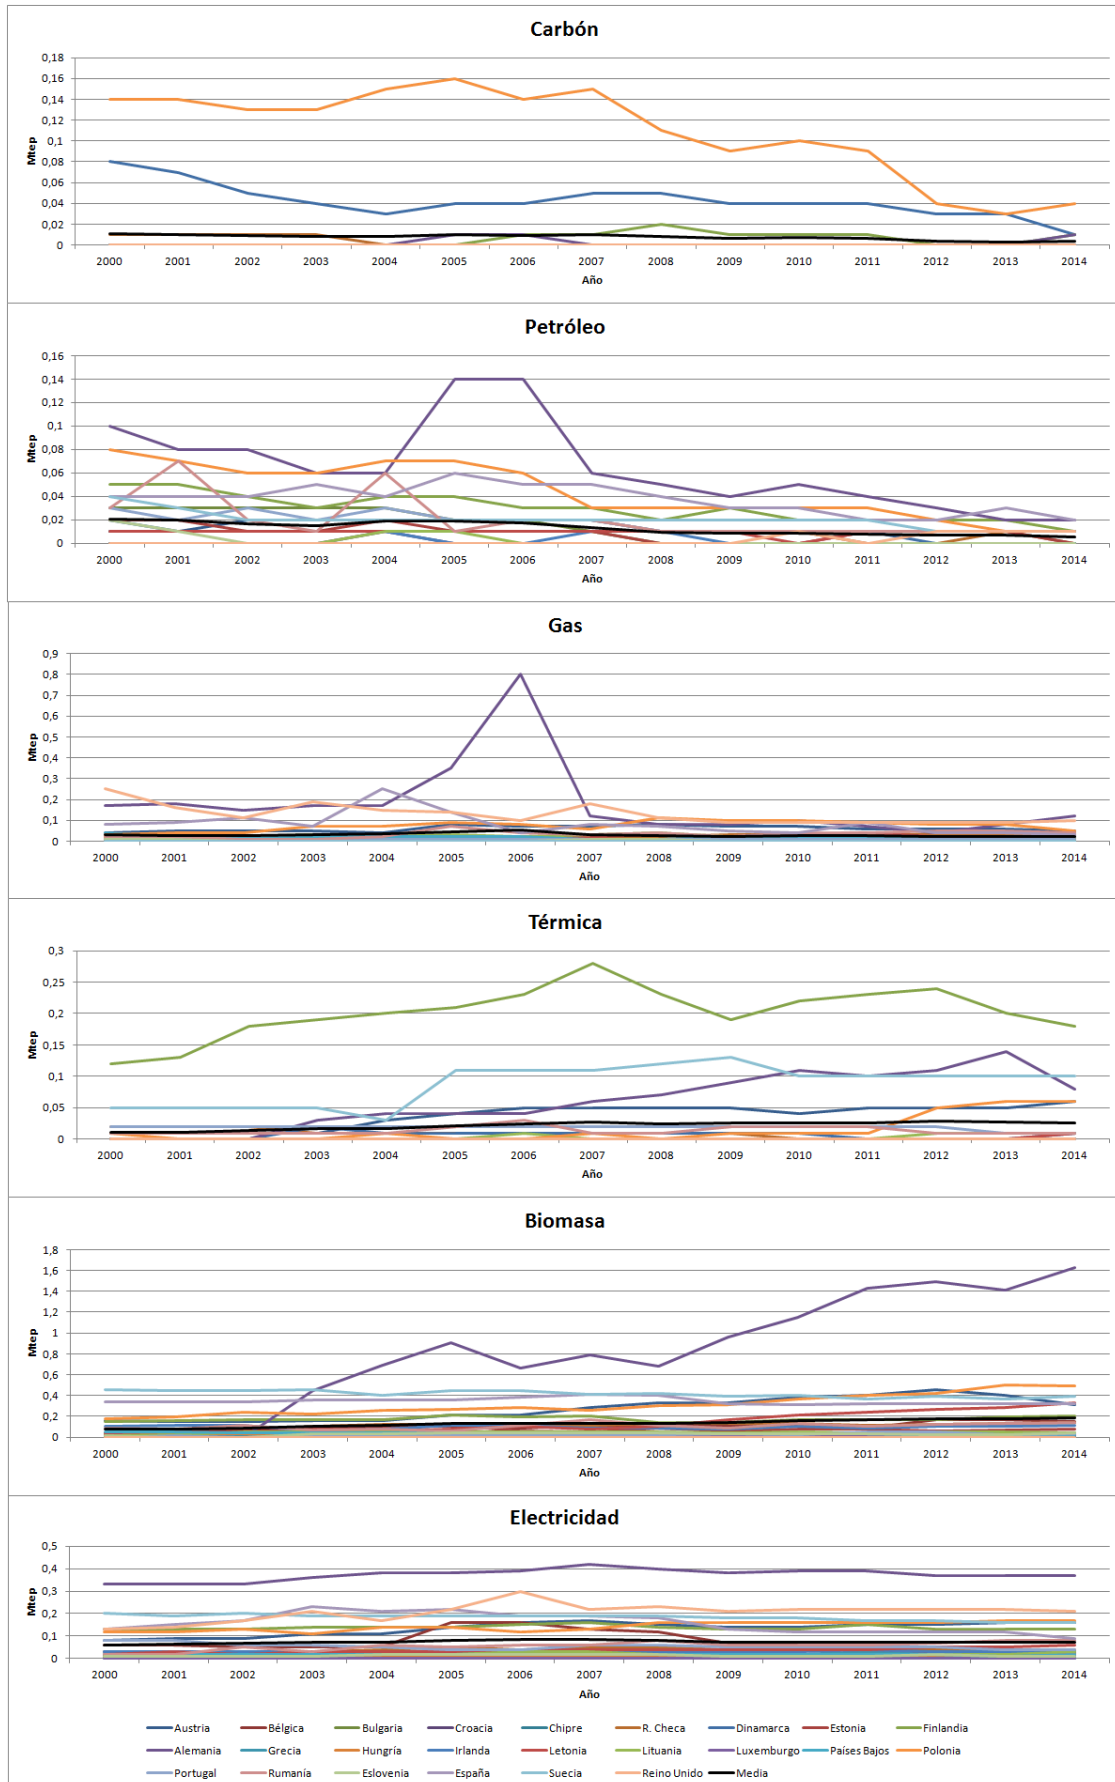 Carbón
0,18
0,16
0,14
0,12
0,1
0,08
0,06
0,04
0,02
0
Mtep
2000 2001 2002 2003 2004 2005 2006 2007 2008 2009 2010 2011 2012 2013 2014
Año
Petróleo
0,16
0,14
0,12
0,1
0,08
0,06
0,04
0,02
0
Mtep
2000 2001 2002 2003 2004 2005 2006 2007 2008 2009 2010 2011 2012 2013 2014
Año
Gas
0,9
0,8
0,7
0,6
0,5
0,4
0,3
0,2
0,1
0
Mtep
2000 2001 2002 2003 2004 2005 2006 2007 2008 2009 2010 2011 2012 2013 2014
Año
Térmica
0,3
0,25
0,2
0,15
0,1
0,05
0
Mtep
2000 2001 2002 2003 2004 2005 2006 2007 2008 2009 2010 2011 2012 2013 2014
Año
Biomasa
1,8
1,6
1,4
1,2
1
0,8
0,6
0,4
0,2
0
Mtep
2000 2001 2002 2003 2004 2005 2006 2007 2008 2009 2010 2011 2012 2013 2014
Año
Electricidad
0,5
0,4
0,3
0,2
0,1
0
Mtep
2000 2001 2002 2003 2004 2005 2006 2007 2008 2009 2010 2011 2012 2013 2014
Año
Austria Bélgica Bulgaria Croacia Chipre R. Checa Dinamarca Estonia Finlandia
Alemania Grecia Hungría Irlanda Letonia Lituania Luxemburgo Países Bajos Polonia
Portugal Rumanía Eslovenia España Suecia Reino Unido Media